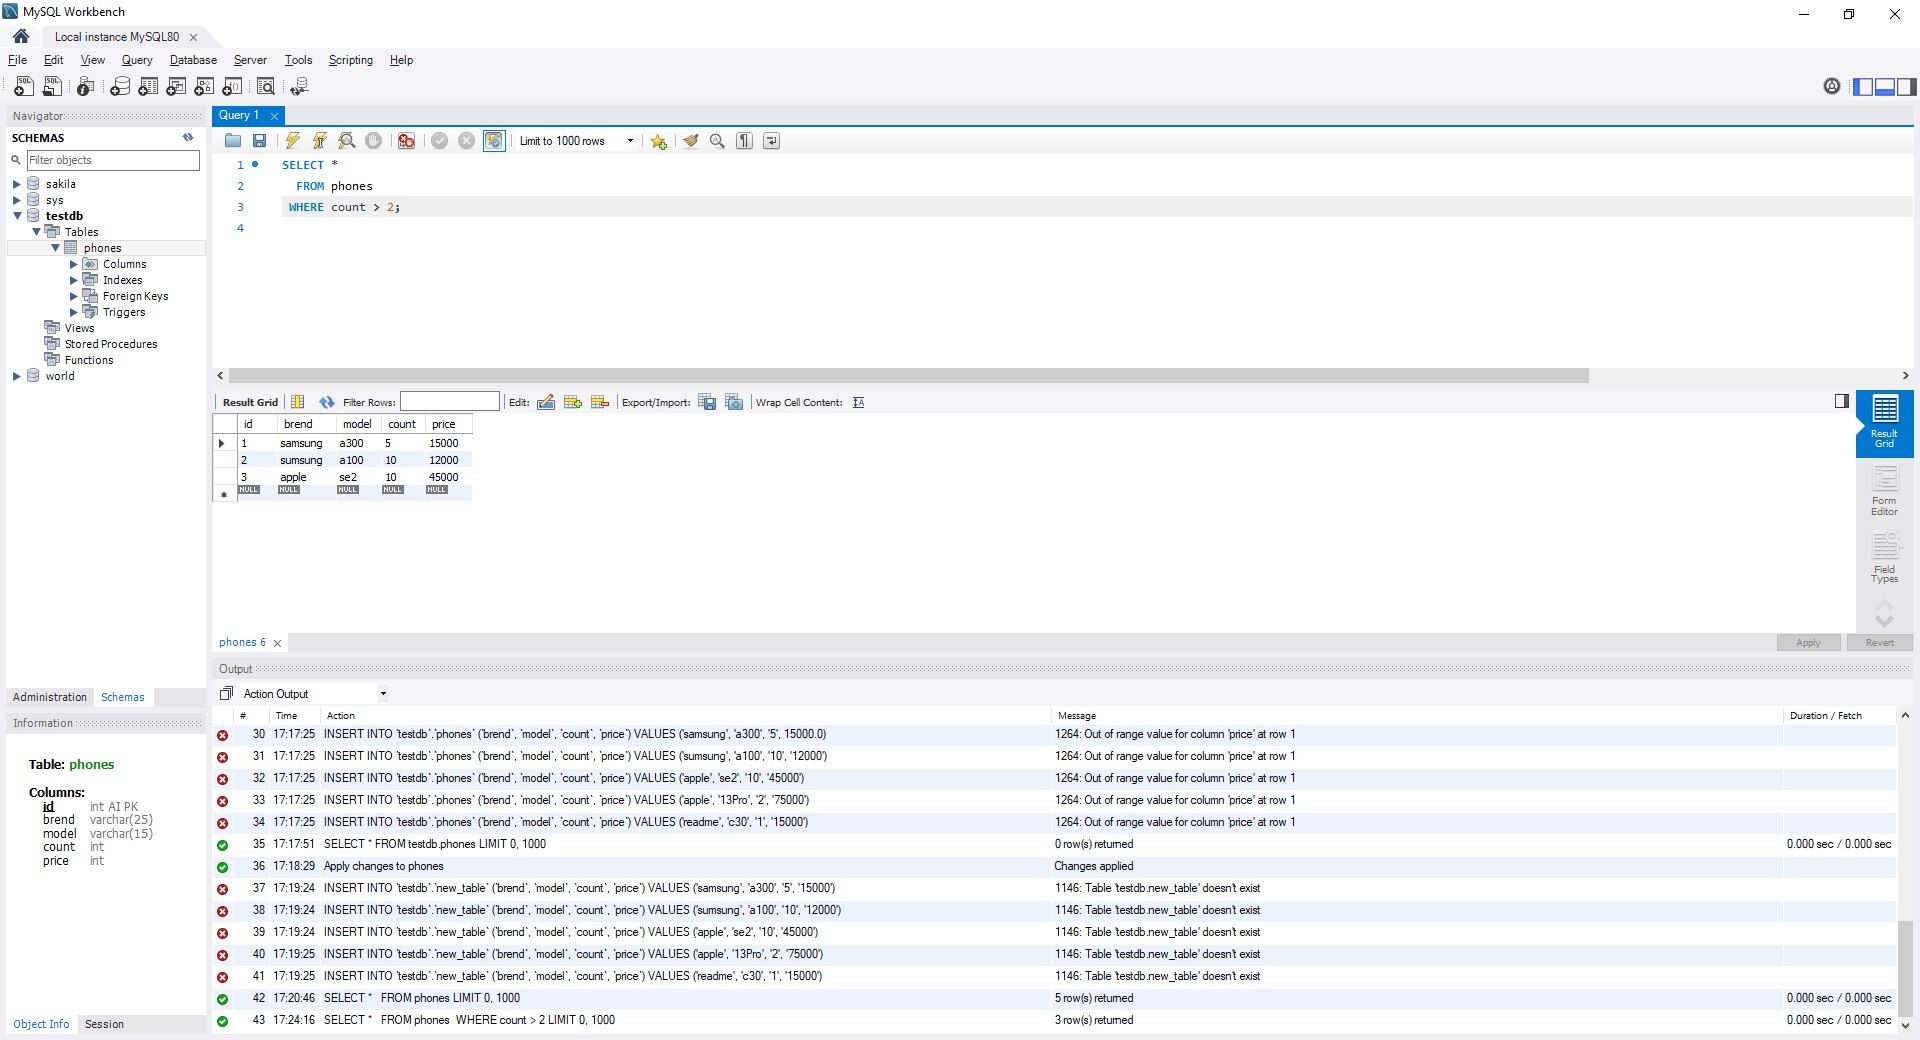 MySQL Workbench
Local instance MySQL80
File Edit View Query Database Server Tools Scripting Help
Navigator
SCHEMAS
Filter objects
sakila
sys
testdb
Tables
phones
Columns
Indexes
Foreign Keys
Triggers
Views
Stored Procedures
Functions
world
Administration Schemas
Information
Table: phones
Columns:
id int AI PK
brend varchar(25)
model varchar(15)
count int
price int
Object Info Session
Query 1
Limit to 1000 rows
1 SELECT *
2 FROM phones
3 WHERE count > 2;
4
Result Grid Filter Rows: Edit: Export/Import: Wrap Cell Content:
id brend model count price
1 samsung a300 5 15000
2 sumsung a100 10 12000
3 apple se2 10 45000
NULL NULL NULL NULL NULL
Result
Grid
Form
Editor
Field
Types
phones 6
Apply Revert
Output
Action Output
# Time Action Message Duration / Fetch
30 17:17:25 INSERT INTO `testdb`.`phones` (`brend`, `model`, `count`, `price`) VALUES ('samsung', 'a300', '5', 15000.0) 1264: Out of range value for column 'price' at row 1
31 17:17:25 INSERT INTO `testdb`.`phones` (`brend`, `model`, `count`, `price`) VALUES ('sumsung', 'a100', '10', '12000') 1264: Out of range value for column 'price' at row 1
32 17:17:25 INSERT INTO `testdb`.`phones` (`brend`, `model`, `count`, `price`) VALUES ('apple', 'se2', '10', '45000') 1264: Out of range value for column 'price' at row 1
33 17:17:25 INSERT INTO `testdb`.`phones` (`brend`, `model`, `count`, `price`) VALUES ('apple', '13Pro', '2', '75000') 1264: Out of range value for column 'price' at row 1
34 17:17:25 INSERT INTO `testdb`.`phones` (`brend`, `model`, `count`, `price`) VALUES ('readme', 'c30', '1', '15000') 1264: Out of range value for column 'price' at row 1
35 17:17:51 SELECT * FROM testdb.phones LIMIT 0, 1000 0 row(s) returned 0.000 sec / 0.000 sec
36 17:18:29 Apply changes to phones Changes applied
37 17:19:24 INSERT INTO `testdb`.`new_table` (`brend`, `model`, `count`, `price`) VALUES ('samsung', 'a300', '5', '15000') 1146: Table 'testdb.new_table' doesn't exist
38 17:19:24 INSERT INTO `testdb`.`new_table` (`brend`, `model`, `count`, `price`) VALUES ('sumsung', 'a100', '10', '12000') 1146: Table 'testdb.new_table' doesn't exist
39 17:19:24 INSERT INTO `testdb`.`new_table` (`brend`, `model`, `count`, `price`) VALUES ('apple', 'se2', '10', '45000') 1146: Table 'testdb.new_table' doesn't exist
40 17:19:25 INSERT INTO `testdb`.`new_table` (`brend`, `model`, `count`, `price`) VALUES ('apple', '13Pro', '2', '75000') 1146: Table 'testdb.new_table' doesn't exist
41 17:19:25 INSERT INTO `testdb`.`new_table` (`brend`, `model`, `count`, `price`) VALUES ('readme', 'c30', '1', '15000') 1146: Table 'testdb.new_table' doesn't exist
42 17:20:46 SELECT * FROM phones LIMIT 0, 1000 5 row(s) returned 0.000 sec / 0.000 sec
43 17:24:16 SELECT * FROM phones WHERE count > 2 LIMIT 0, 1000 3 row(s) returned 0.000 sec / 0.000 sec